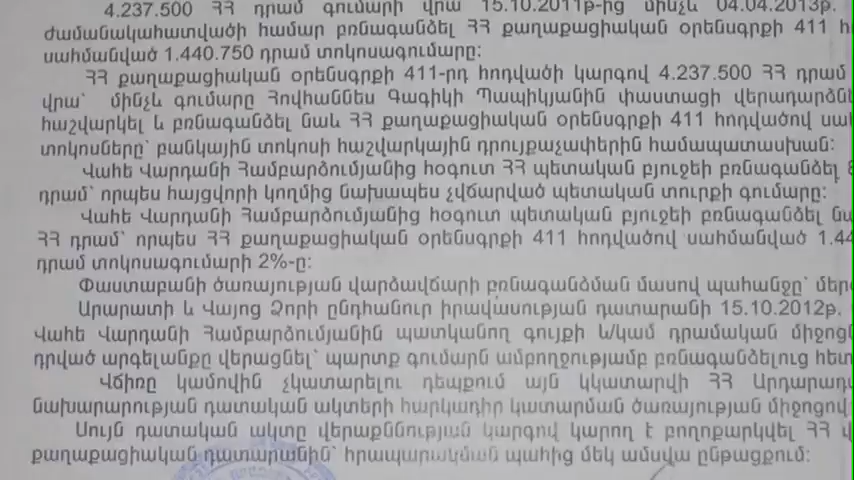 4.237.500 ՀՀ դրամ գումարի վրա 15.10.2011թ-ից մինչև 04.04.2013թ.
ժամանակահատվածի համար բռնագանձել ՀՀ քաղաքացիական օրենսգրքի 411
սահմանված 1.440.750 դրամ տոկոսագումարը:
ՀՀ քաղաքացիական օրենսգրքի 411-րդ հոդվածի կարգով 4.237.500 ՀՀ դրամ
վրա` մինչև գումարը Հովհաննես Գագիկի Պապիկյանին փաստացի վերադարձնե
հաշվարկել և բռնագանձել նաև ՀՀ քաղաքացիական օրենսգրքի 411 հոդվածով սահ
տոկոսները` բանկային տոկոսի հաշվարկային դրույքաչափերին համապատասխան:
Վահե Վարդանի Համբարձումյանից հօգուտ ՀՀ պետական բյուջեի բռնագանձել
դրամ` որպես հայցվորի կողմից նախապես չվճարված պետական տուրքի գումարը:
Վահե Վարդանի Համբարձումյանից հօգուտ պետական բյուջեի բռնագանձել նա
ՀՀ դրամ` որպես ՀՀ քաղաքացիական օրենսգրքի 411 հոդվածով սահմանված 1.44
դրամ տոկոսագումարի 2%-ը:
Փաստաբանի ծառայության վարձավճարի բռնագանձման մասով պահանջը` մերժ
Արարատի և Վայոց Ձորի ընդհանուր իրավասության դատարանի 15.10.2012թ.
Վահե Վարդանի Համբարձումյանին պատկանող գույքի և/կամ դրամական միջոցնե
դրված արգելանքը վերացնել` պարտք գումարն ամբողջությամբ բռնագանձելուց հետ
Վճիռը կամովին չկատարելու դեպքում այն կկատարվի ՀՀ Արդարադ
նախարարության դատական ակտերի հարկադիր կատարման ծառայության միջոցով
Սույն դատական ակտը վերաքննության կարգով կարող է բողոքարկվել ՀՀ վ
քաղաքացիական դատարանին` հրապարակման պահից մեկ ամսվա ընթացքում: